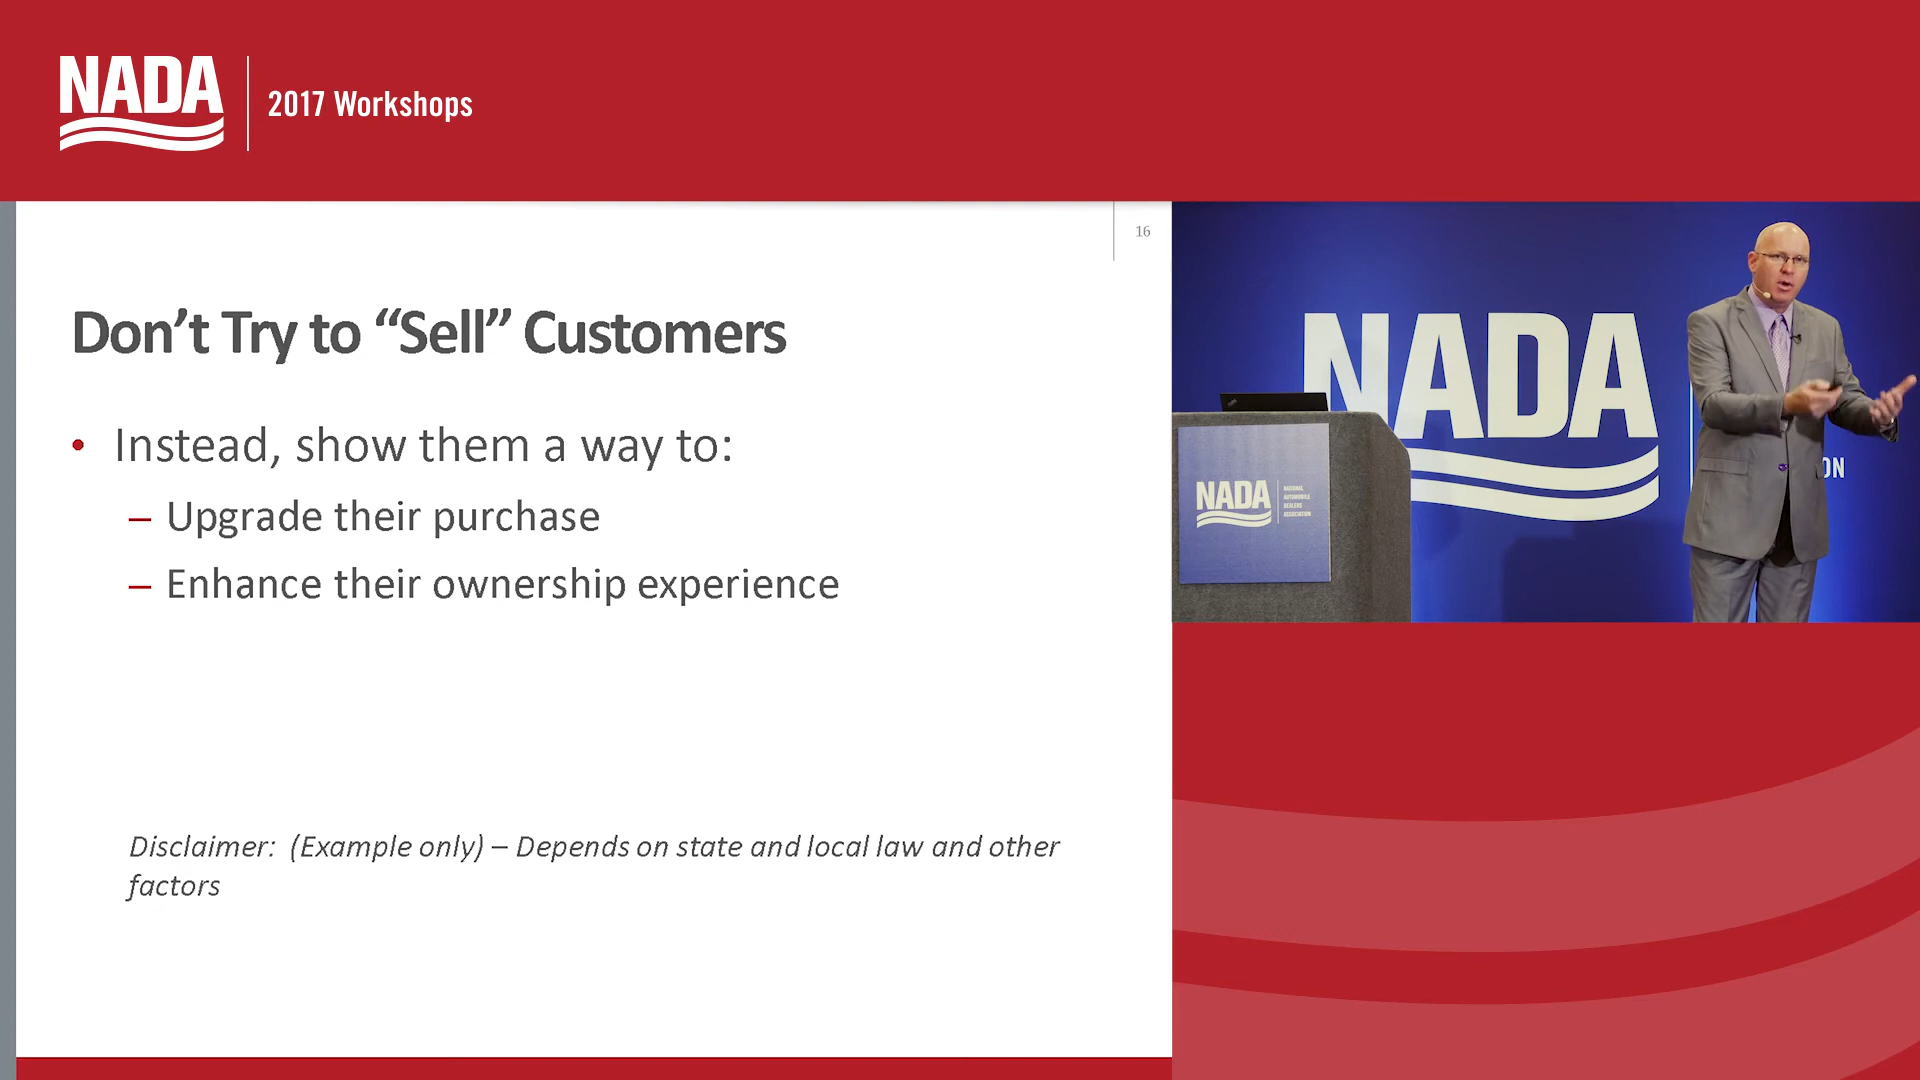 NADA
2017 Workshops
16
Don't Try to “Sell” Customers
• Instead, show them a way to:
– Upgrade their purchase
– Enhance their ownership experience
Disclaimer: (Example only) – Depends on state and local law and other
factors
NADA
ON
NADA
NATIONAL
AUTOMOBILE
DEALERS
ASSOCIATION